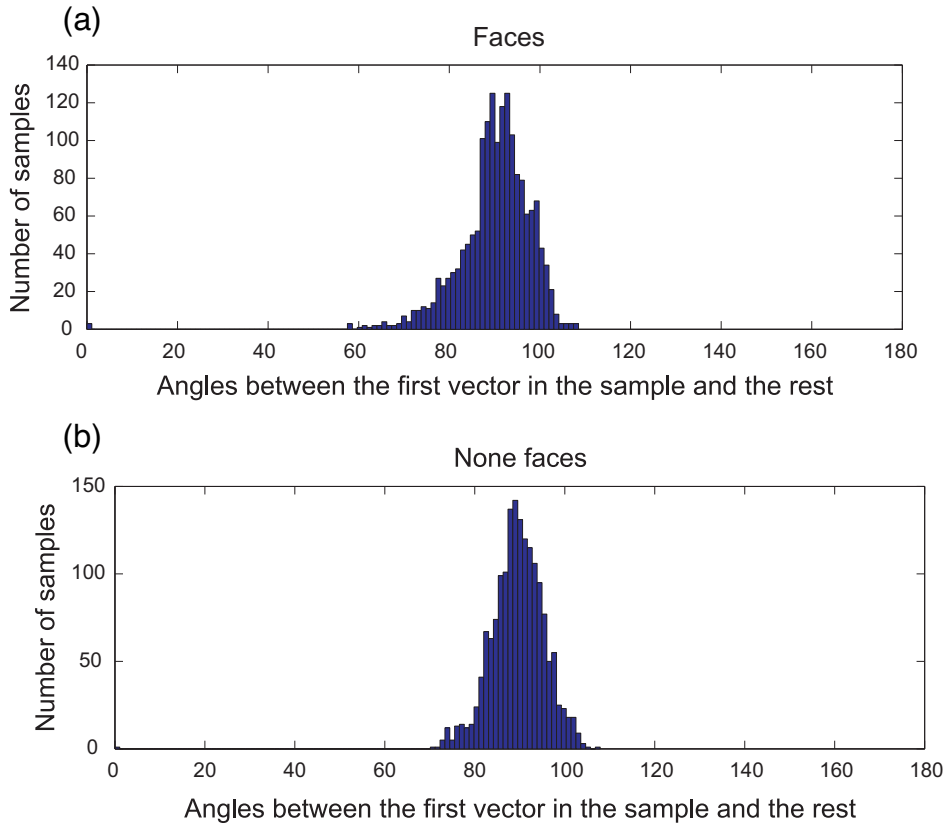 (a)
Faces
140
120
100
80
60
40
20
0
Number of samples
0 20 40 60 80 100 120 140 160 180
Angles between the first vector in the sample and the rest
(b)
None faces
150
100
50
0
Number of samples
0 20 40 60 80 100 120 140 160 180
Angles between the first vector in the sample and the rest